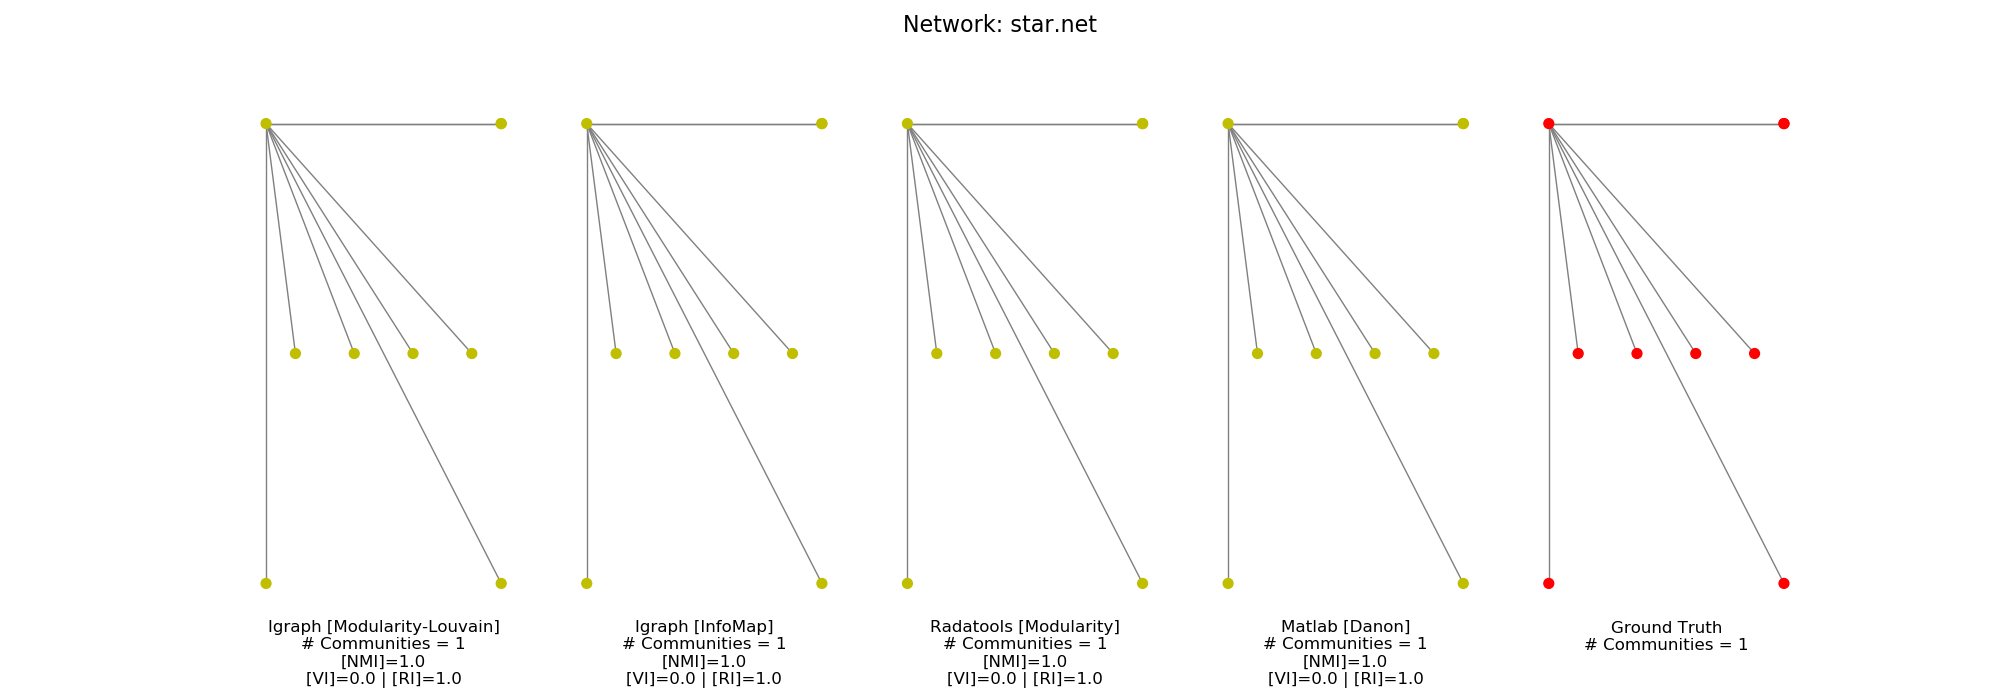 Network: star.net
Igraph [Modularity-Louvain]
# Communities = 1
[NMI]=1.0
[VI]=0.0 | [RI]=1.0
Igraph [InfoMap]
# Communities = 1
[NMI]=1.0
[VI]=0.0 | [RI]=1.0
Radatools [Modularity]
# Communities = 1
[NMI]=1.0
[VI]=0.0 | [RI]=1.0
Matlab [Danon]
# Communities = 1
[NMI]=1.0
[VI]=0.0 | [RI]=1.0
Ground Truth
# Communities = 1